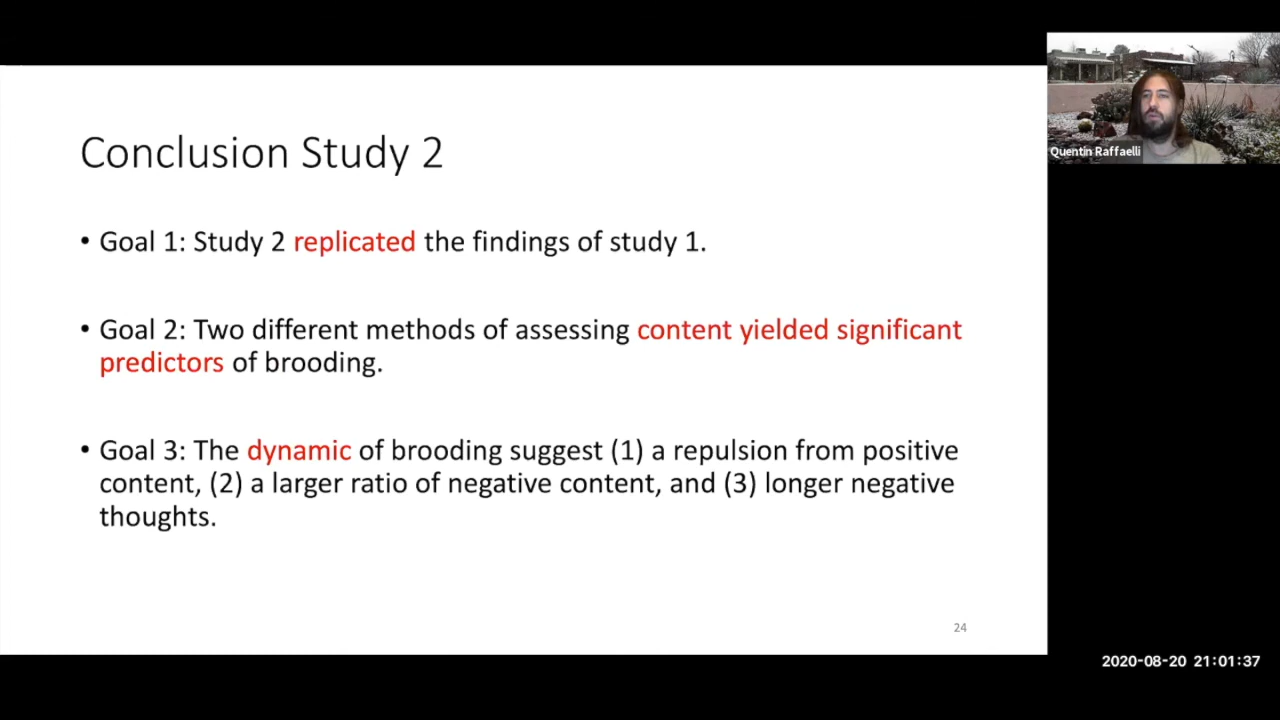 Conclusion Study 2
• Goal 1: Study 2 replicated the findings of study 1.
• Goal 2: Two different methods of assessing content yielded significant
predictors of brooding.
• Goal 3: The dynamic of brooding suggest (1) a repulsion from positive
content, (2) a larger ratio of negative content, and (3) longer negative
thoughts.
24
Quentin Raffaelli
2020-08-20 21:01:37